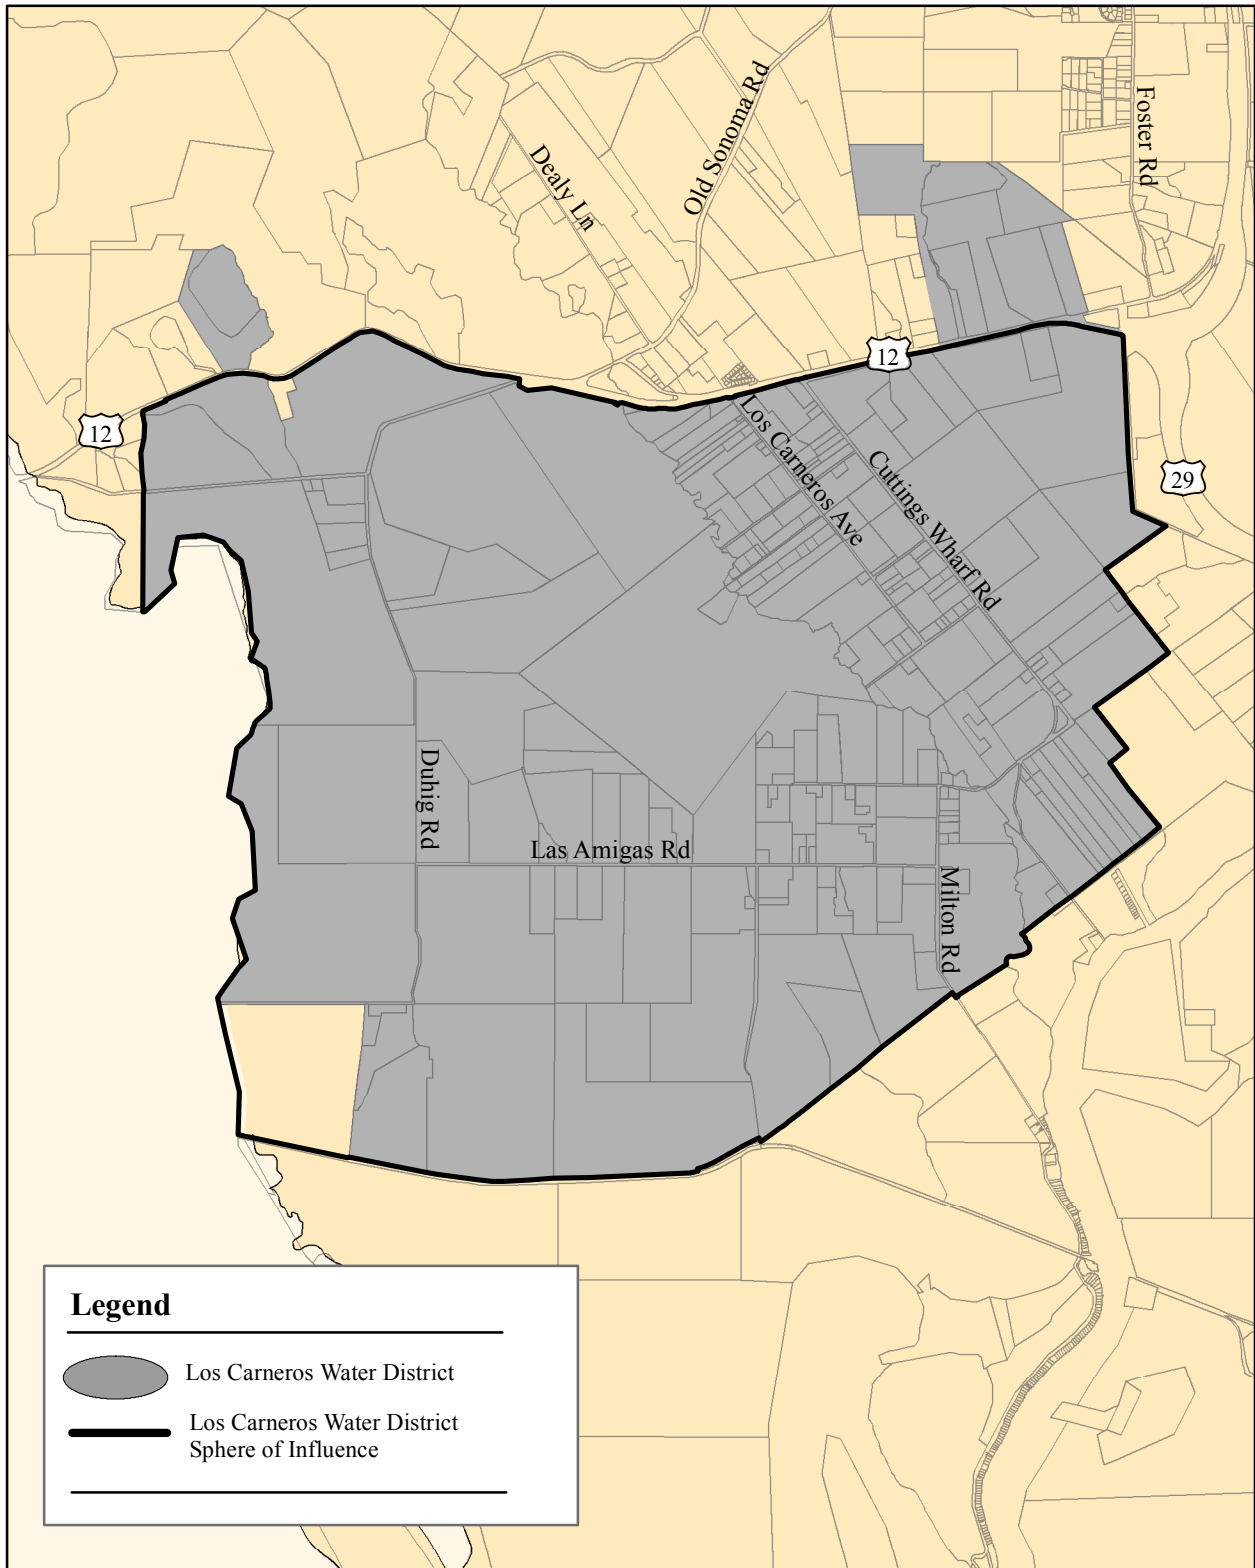 Foster Rd
Old Sonoma Rd
Dealy Ln
12
12
Los Carneros Ave
Cuttings Wharf Rd
29
Duhig Rd
Las Amigas Rd
Milton Rd
Legend
Los Carneros Water District
Los Carneros Water District
Sphere of Influence